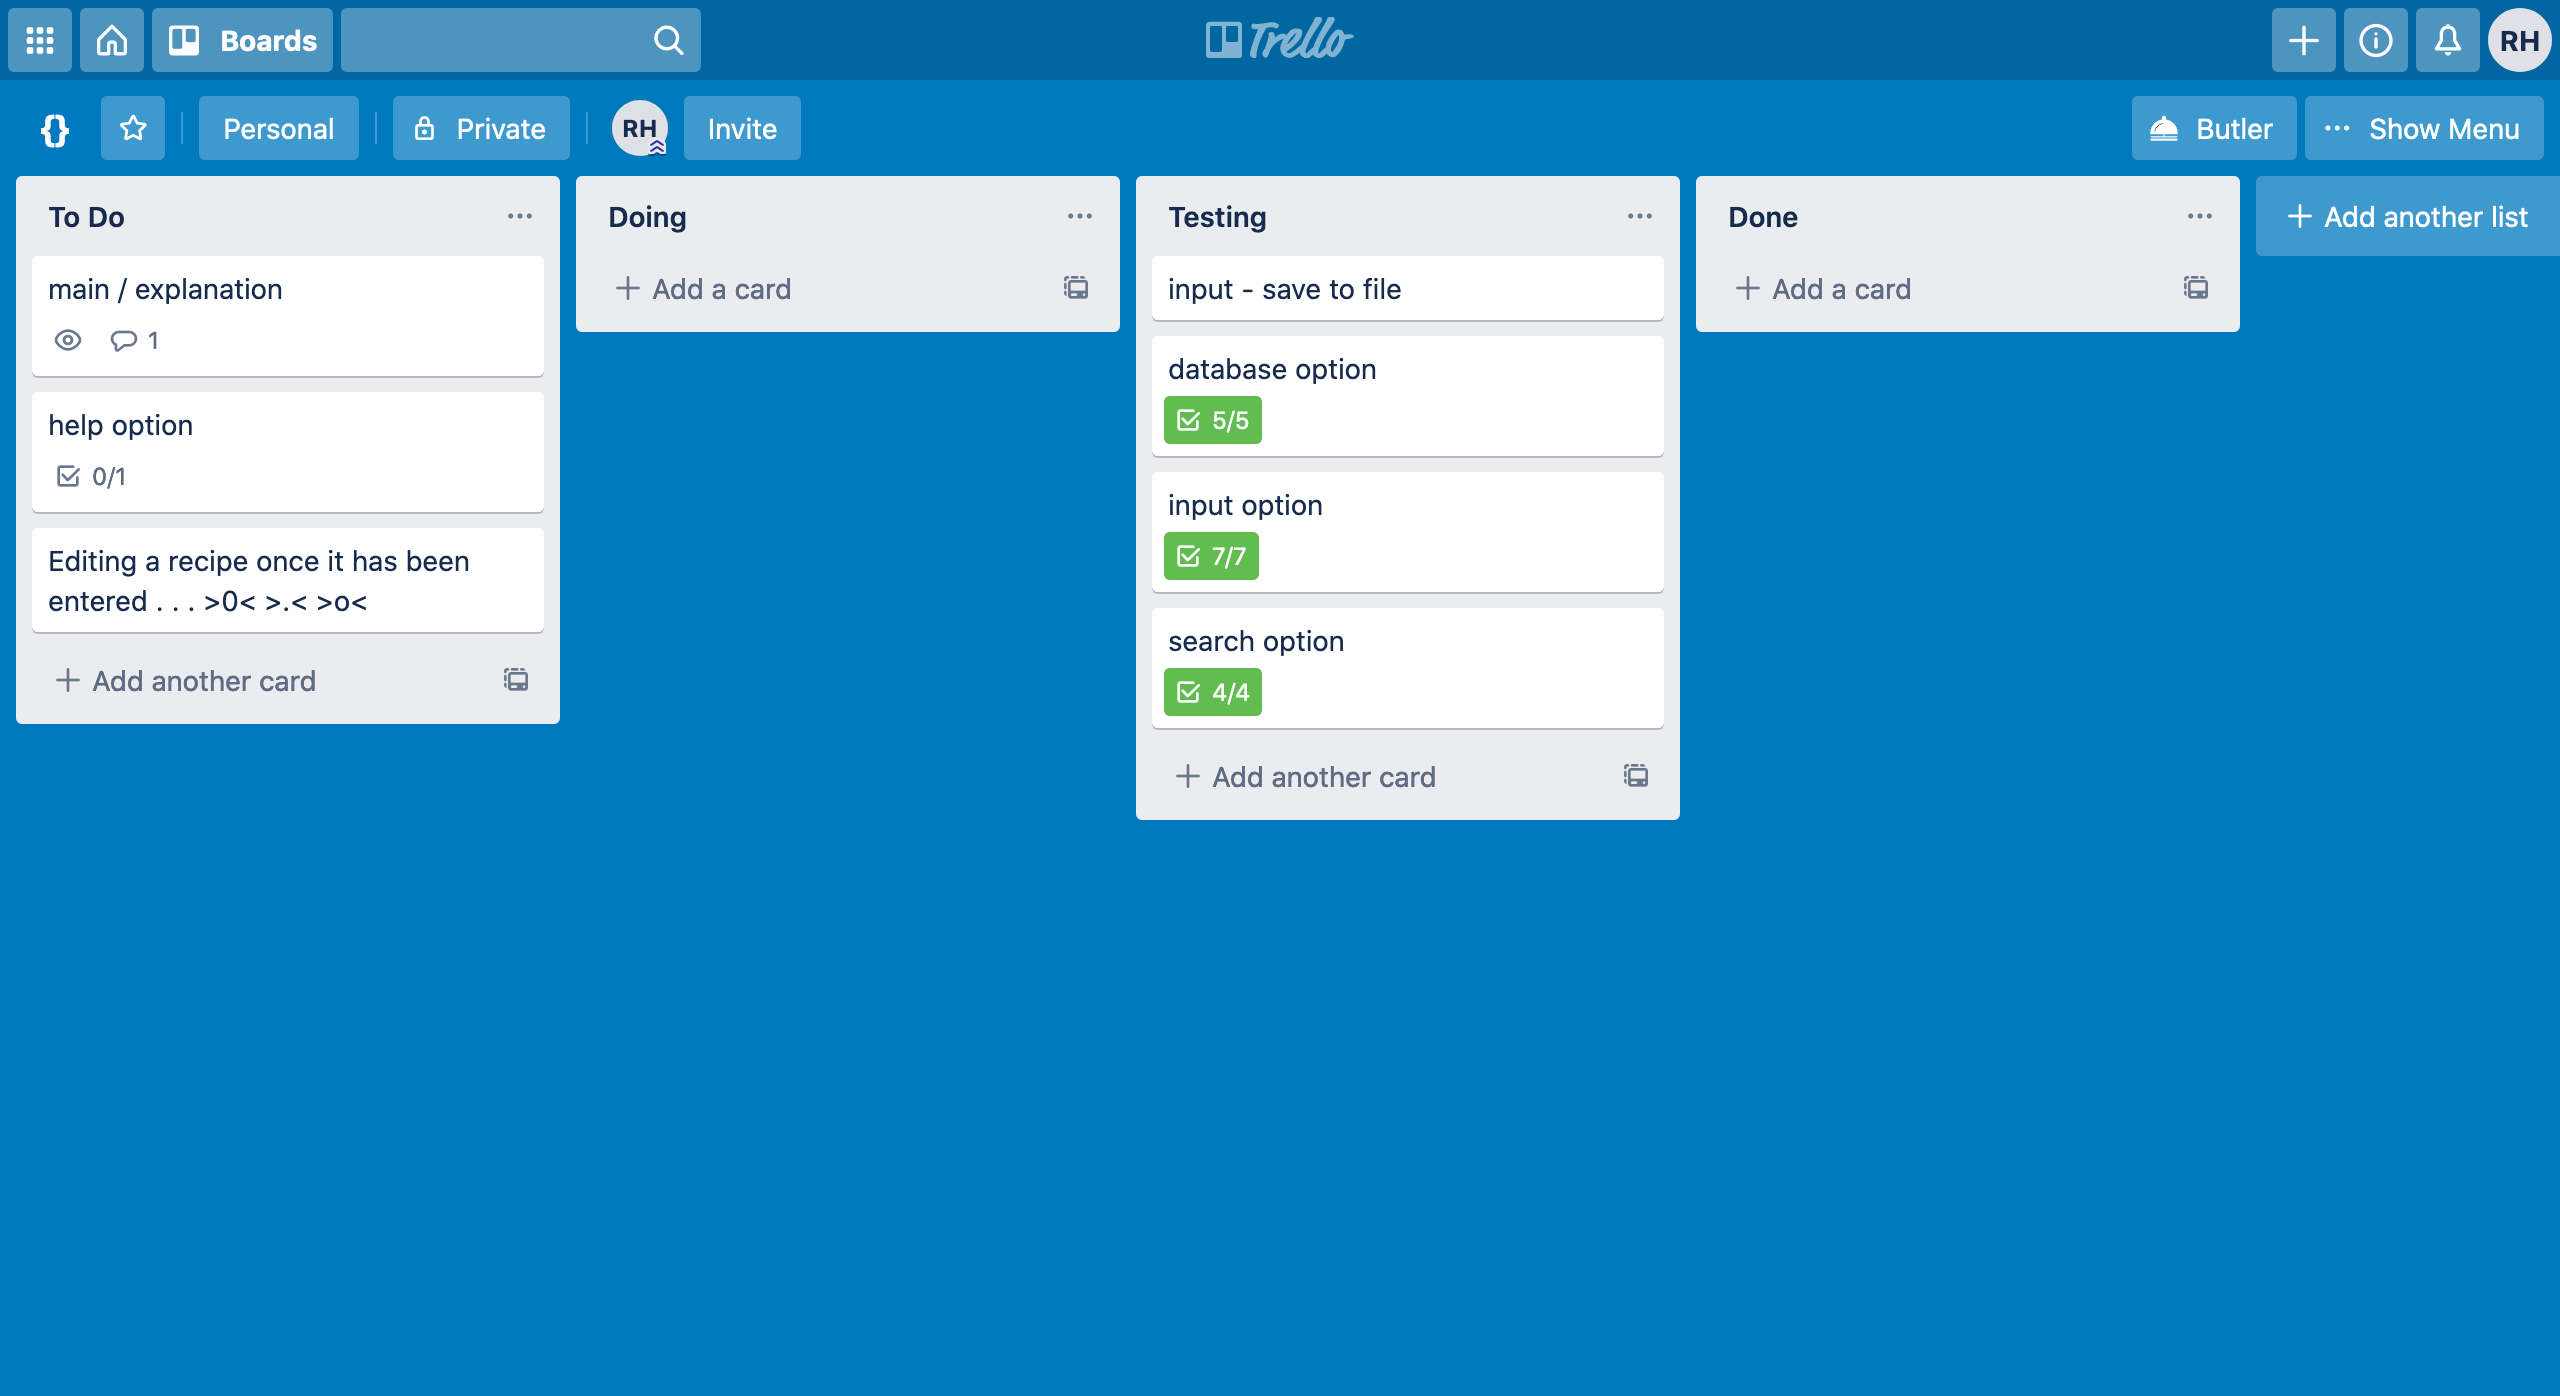 Boards
Trello
RH
{}
Personal
Private
RH
Invite
Butler
Show Menu
To Do
main / explanation
1
help option
0/1
Editing a recipe once it has been
entered . . . >0< >.< >o<
Add another card
Doing
Add a card
Testing
input - save to file
database option
5/5
input option
7/7
search option
4/4
Add another card
Done
Add a card
Add another list